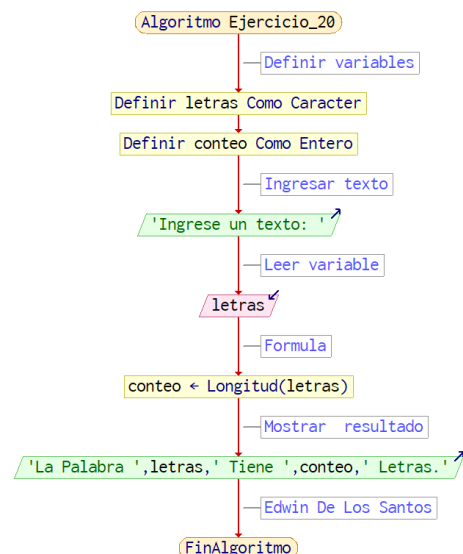 Algoritmo Ejercicio_20
Definir variables
Definir letras Como Caracter
Definir conteo Como Entero
Ingresar texto
'Ingrese un texto: '
Leer variable
letras
Formula
conteo ← Longitud(letras)
Mostrar resultado
'La Palabra ',letras,' Tiene ',conteo,' Letras.'
Edwin De Los Santos
FinAlgoritmo